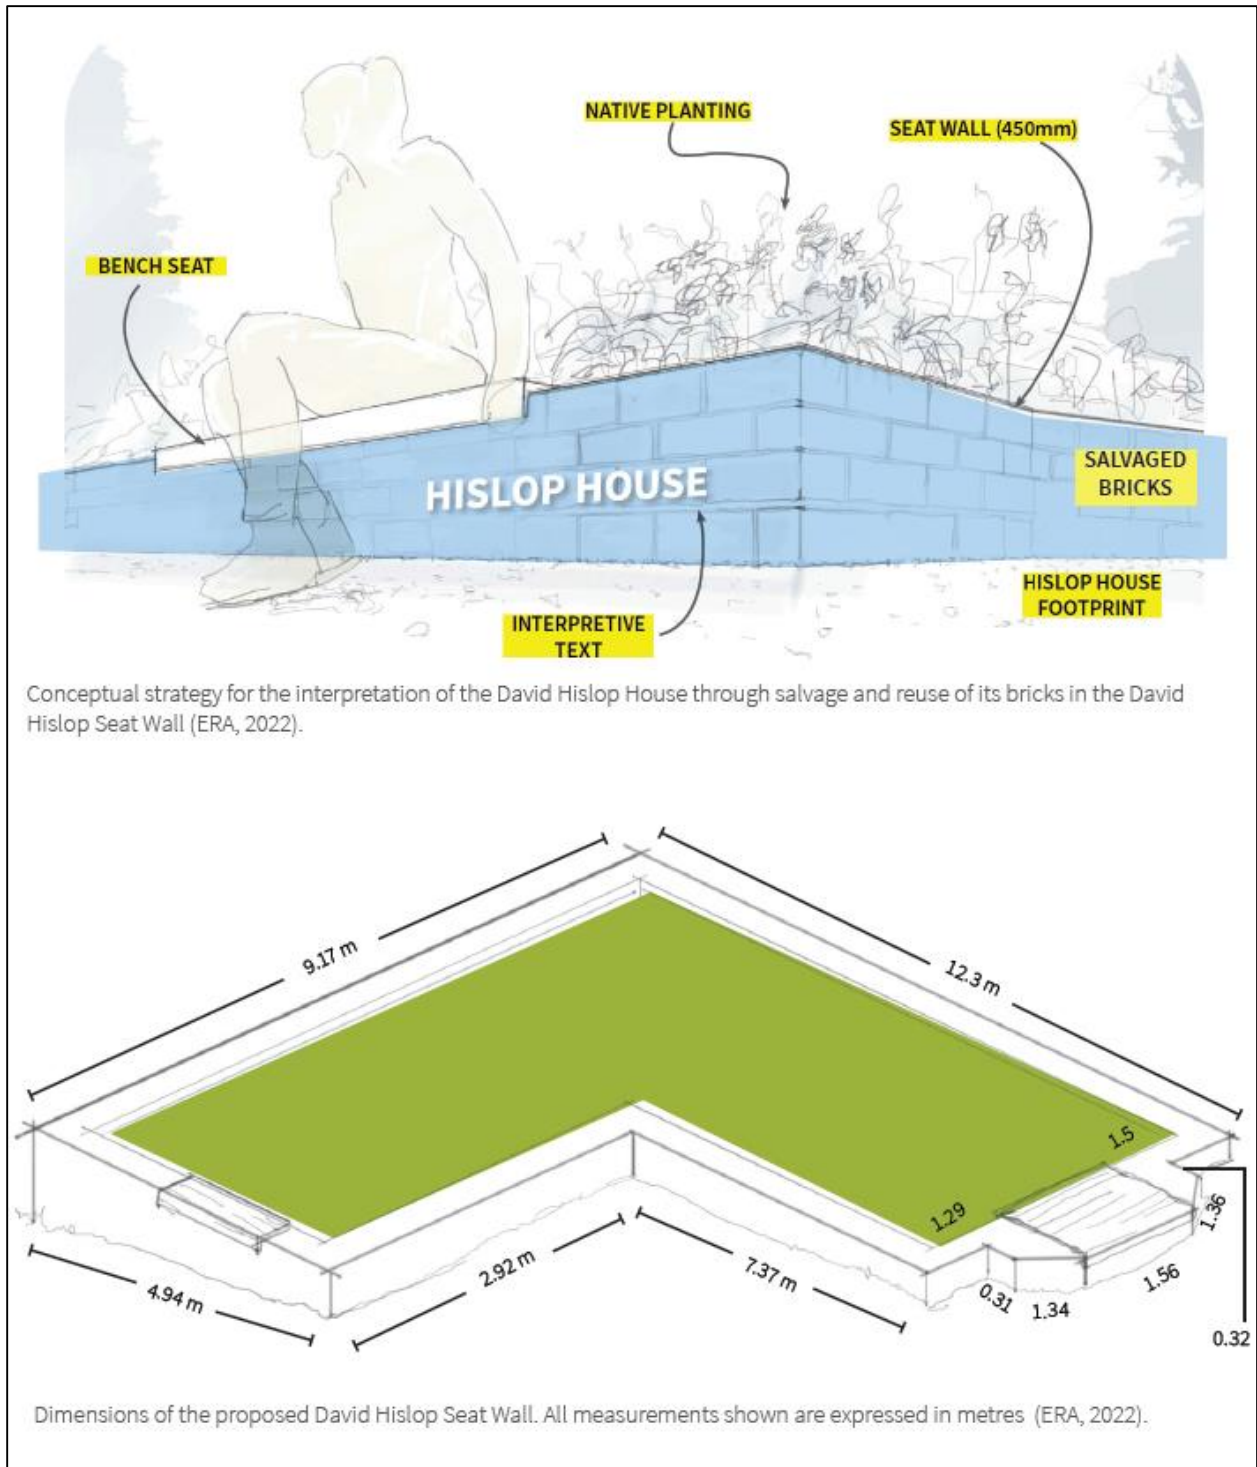 NATIVE PLANTING
SEAT WALL (450mm)
BENCH SEAT
SALVAGED
BRICKS
HISLOP HOUSE
HISLOP HOUSE
FOOTPRINT
INTERPRETIVE
TEXT
Conceptual strategy for the interpretation of the David Hislop House through salvage and reuse of its bricks in the David
Hislop Seat Wall (ERA, 2022).
9.17 m
12.3 m
1.5
1.29
1.36
2.92 m
7.37 m
4.94 m
0.31
1.34
1.56
0.32
Dimensions of the proposed David Hislop Seat Wall. All measurements shown are expressed in metres (ERA, 2022).